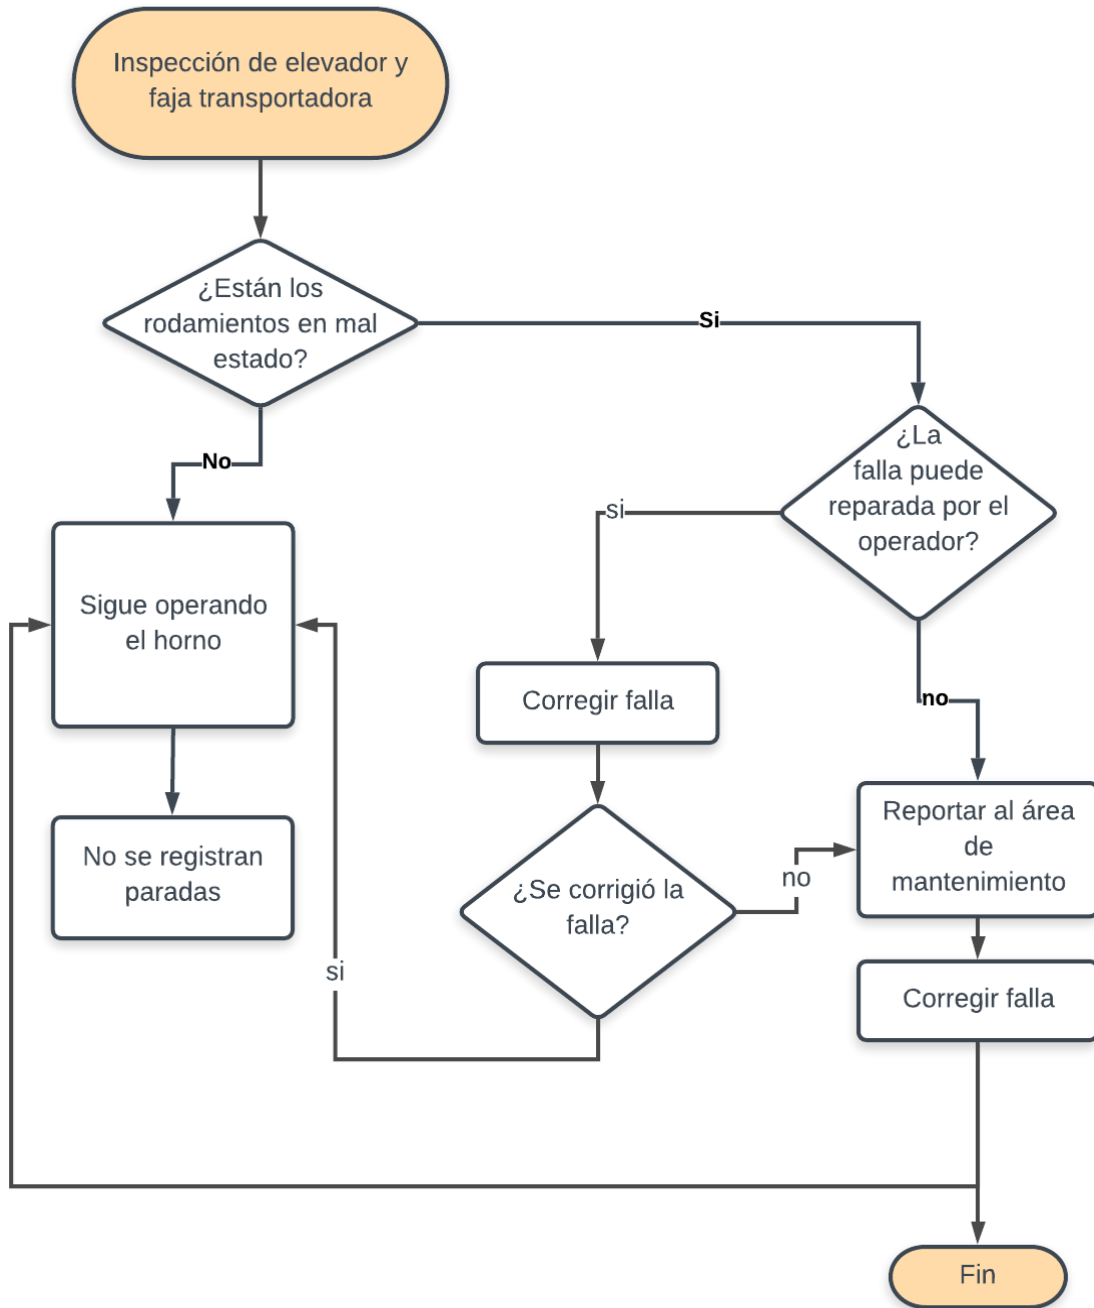 Inspección de elevador y
faja transportadora
¿Están los
rodamientos en mal
estado?
Si
No
¿La
falla puede
reparada por el
operador?
si
no
Sigue operando
el horno
Corregir falla
No se registran
paradas
¿Se corrigió la
falla?
no
si
Reportar al área
de
mantenimiento
Corregir falla
Fin